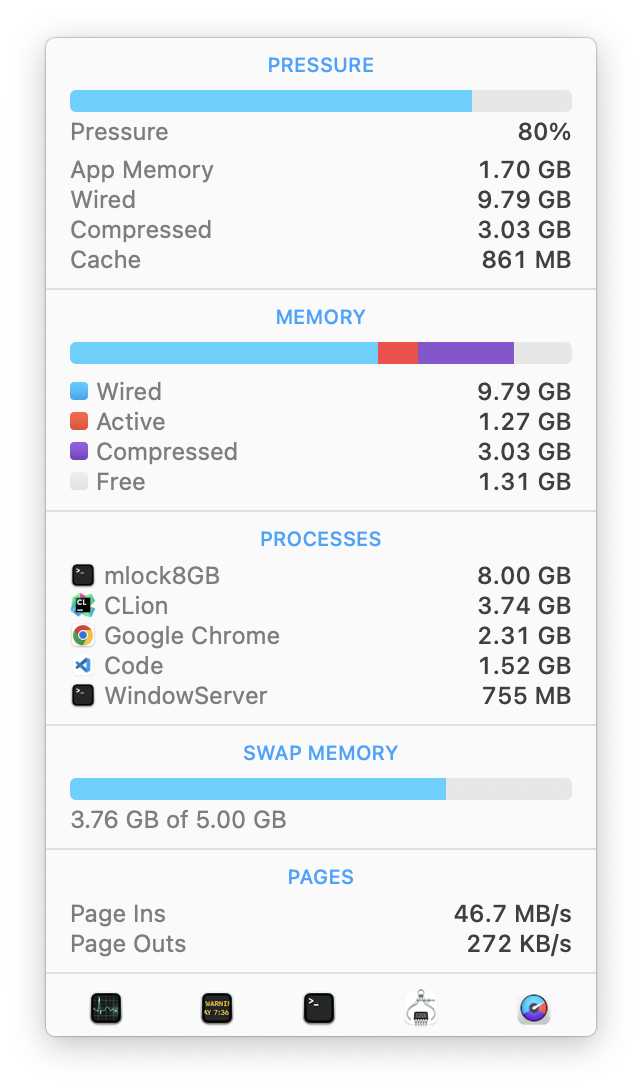 PRESSURE
Pressure 80%
App Memory 1.70 GB
Wired 9.79 GB
Compressed 3.03 GB
Cache 861 MB
MEMORY
Wired 9.79 GB
Active 1.27 GB
Compressed 3.03 GB
Free 1.31 GB
PROCESSES
mlock8GB 8.00 GB
CLion 3.74 GB
Google Chrome 2.31 GB
Code 1.52 GB
WindowServer 755 MB
SWAP MEMORY
3.76 GB of 5.00 GB
PAGES
Page Ins 46.7 MB/s
Page Outs 272 KB/s
WARNIN
AY 7:36